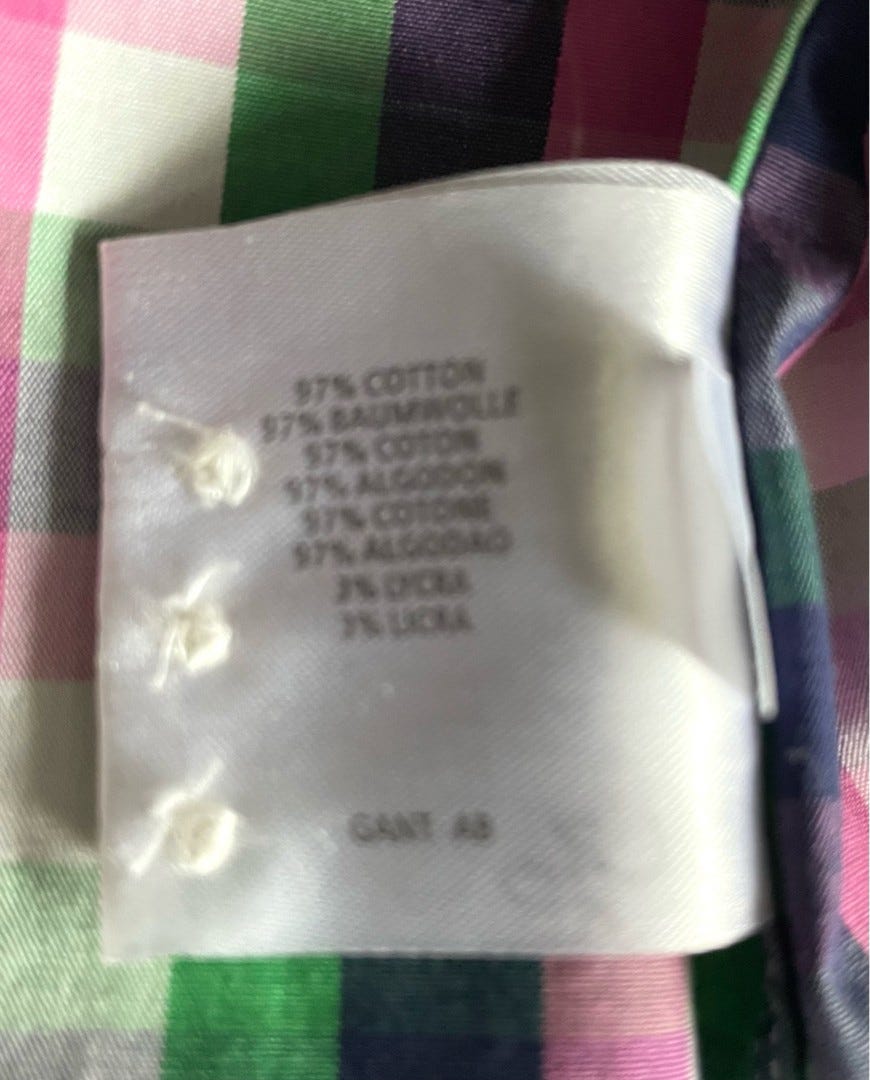 97% COTTON
97% BAUMWOLLE
97% COTON
97% ALGODON
97% COTONE
97% ALGODAO
3% LYCRA
3% LICRA
GANT AB